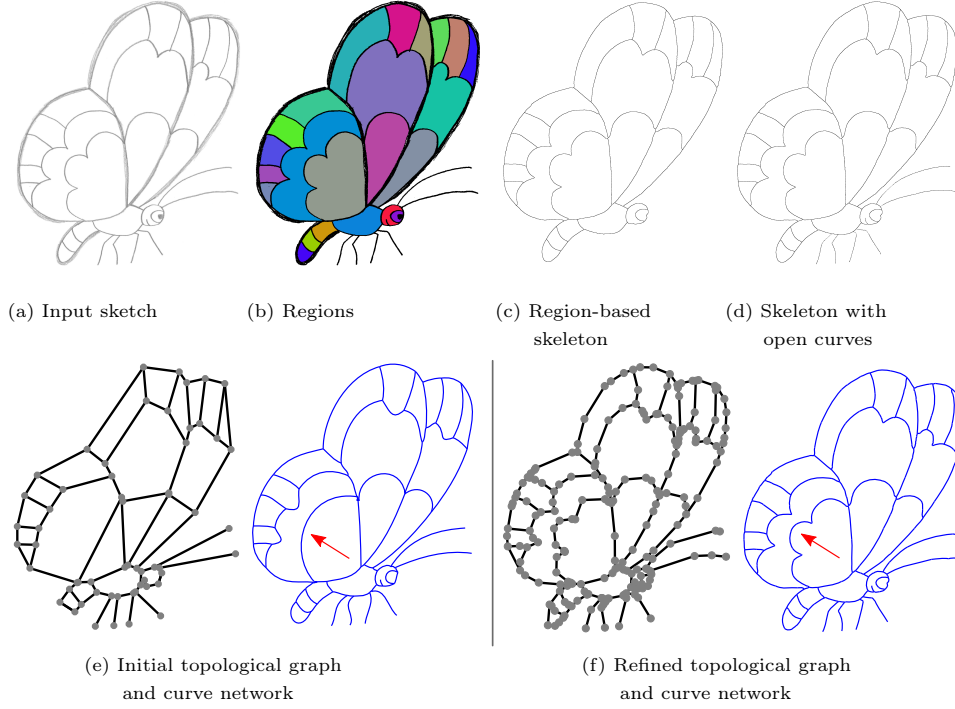 (a) Input sketch
(b) Regions
(c) Region-based
skeleton
(d) Skeleton with
open curves
(e) Initial topological graph
and curve network
(f) Refined topological graph
and curve network